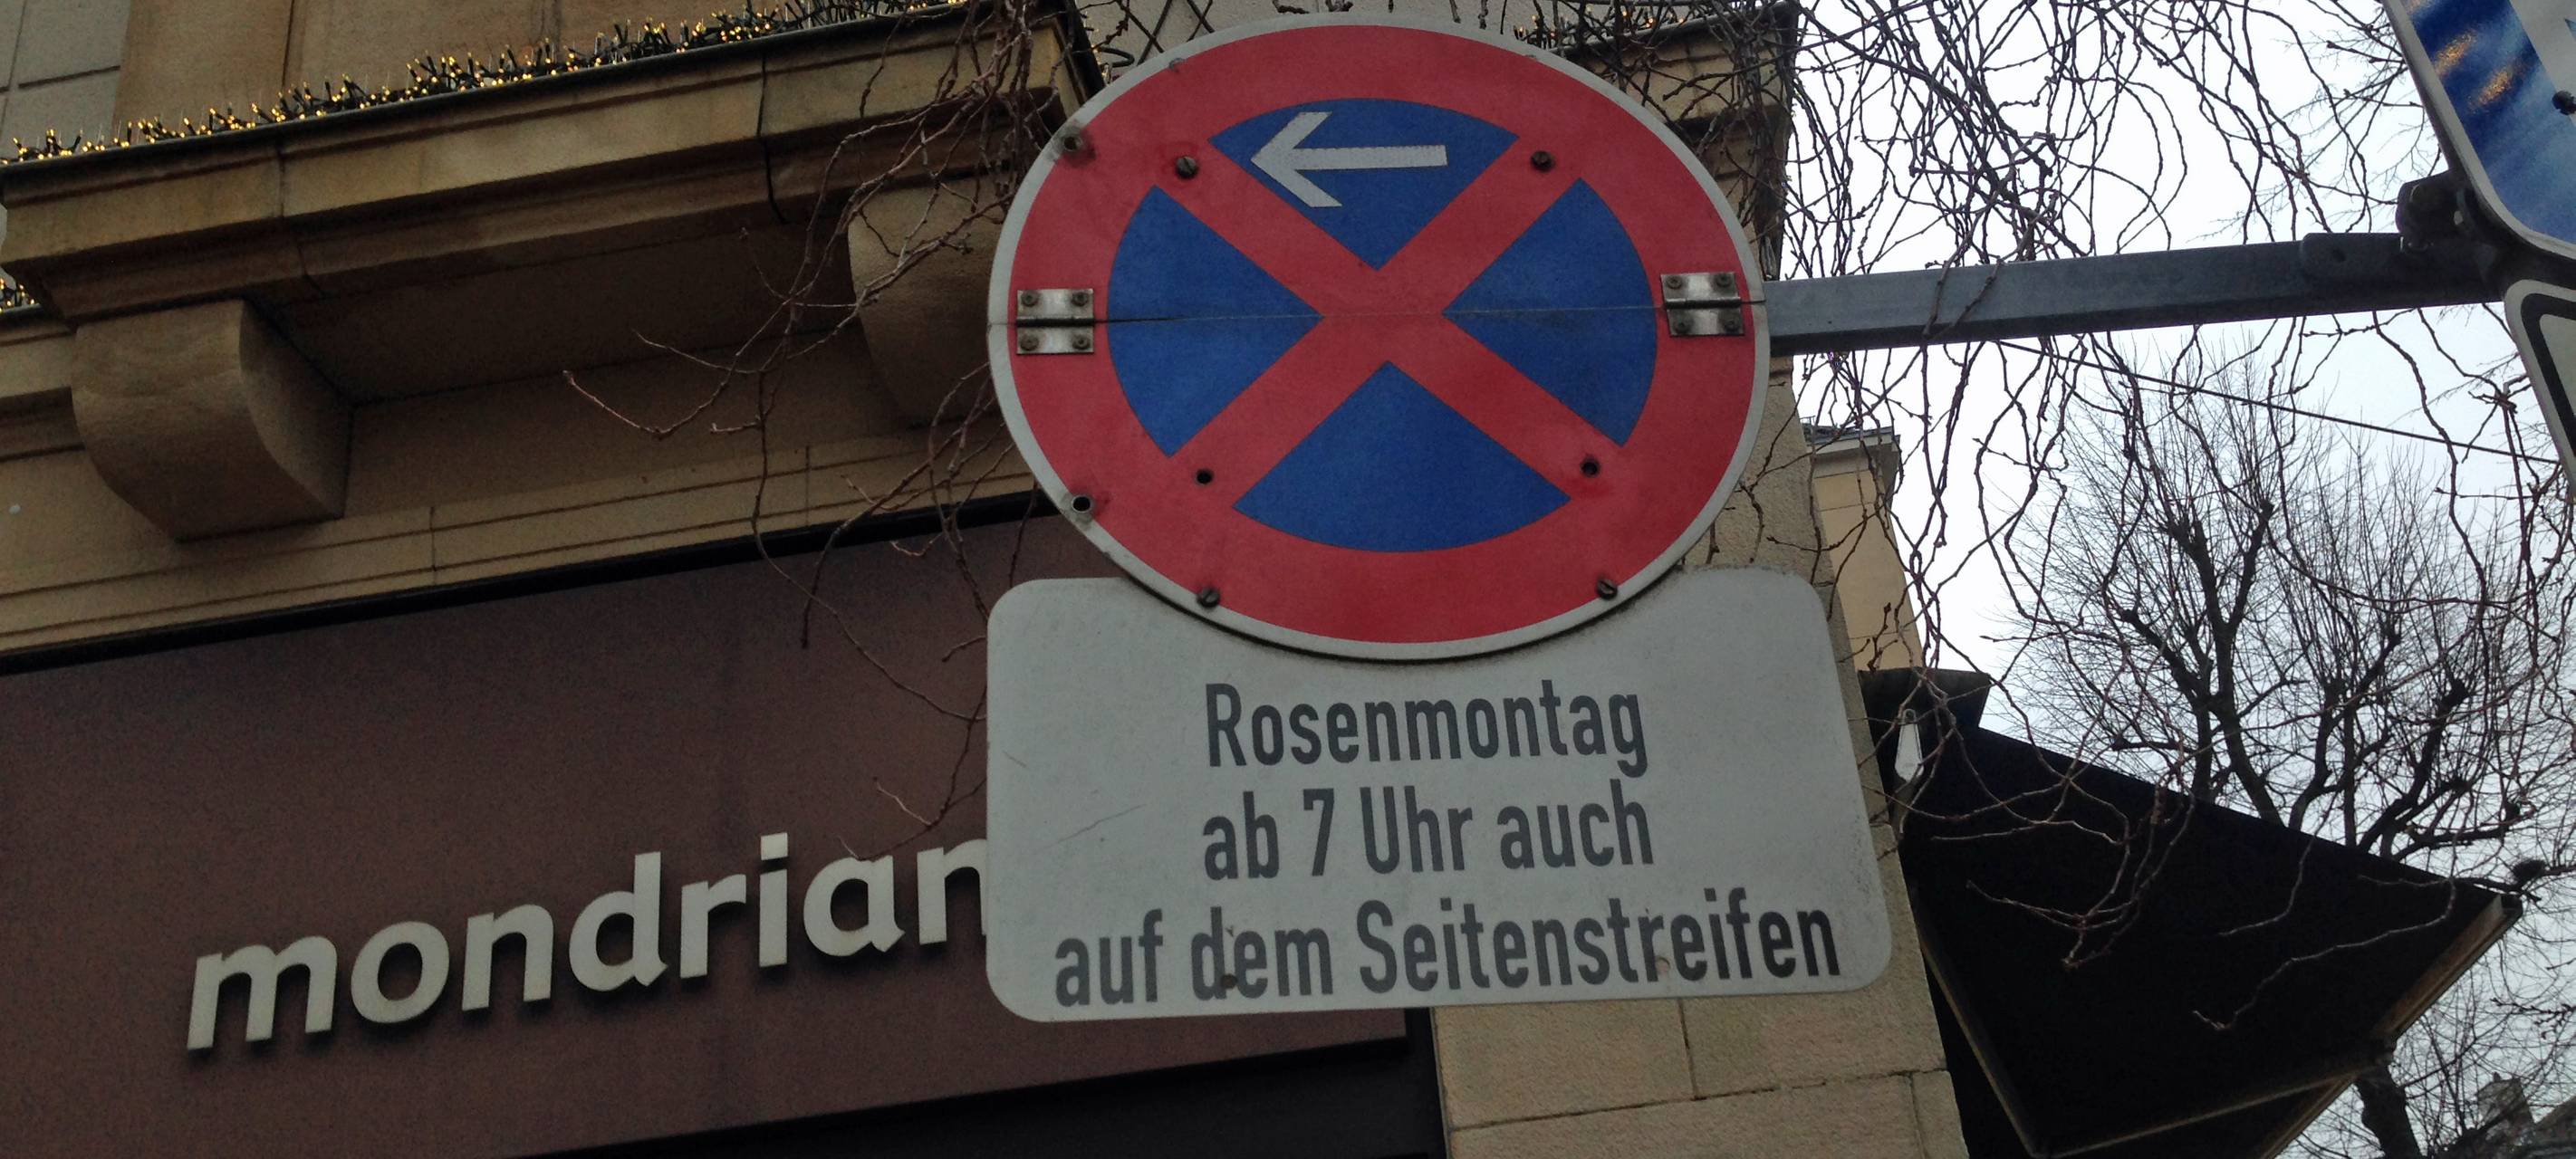 Rosenmontag
ab 7 Uhr auch
auf dem Seitenstreifen
mondrian